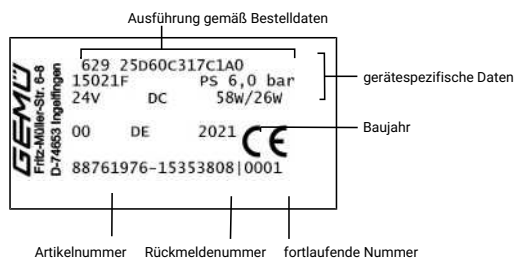 Ausführung gemäß Bestelldaten
GEMÜ
Fritz-Müller-Str. 6-8
D-74653 Ingelfingen
629 25D60C317C1A0
15021F PS 6,0 bar
24V DC 58W/26W
gerätespezifische Daten
00 DE 2021 CE
Baujahr
88761976-15353808|0001
Artikelnummer Rückmeldenummer fortlaufende Nummer